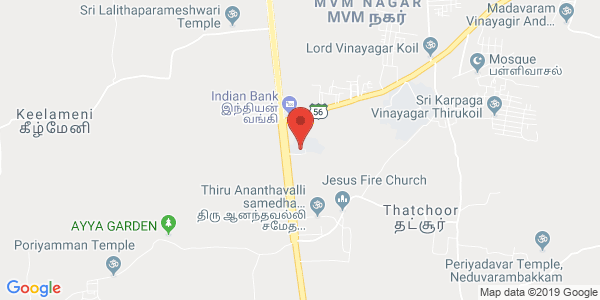 Sri Lalithaparameshwari
Temple
MVM NAGAR
MVM நகர்
Madavaram
Vinayagir And ...
Lord Vinayagar Koil
Mosque
பள்ளிவாசல்
Indian Bank
இந்தியன்
வங்கி
56
Keelameni
கீழ்மேனி
Sri Karpaga
Vinayagar Thirukoil
Jesus Fire Church
Thiru Ananthavalli
samedha...
திரு ஆனந்தவல்லி
சமேத ...
Thatchoor
தட்சூர்
AYYA GARDEN
Poriyamman Temple
Periyadavar Temple,
Neduvarambakkam
Google
Map data ©2019 Google